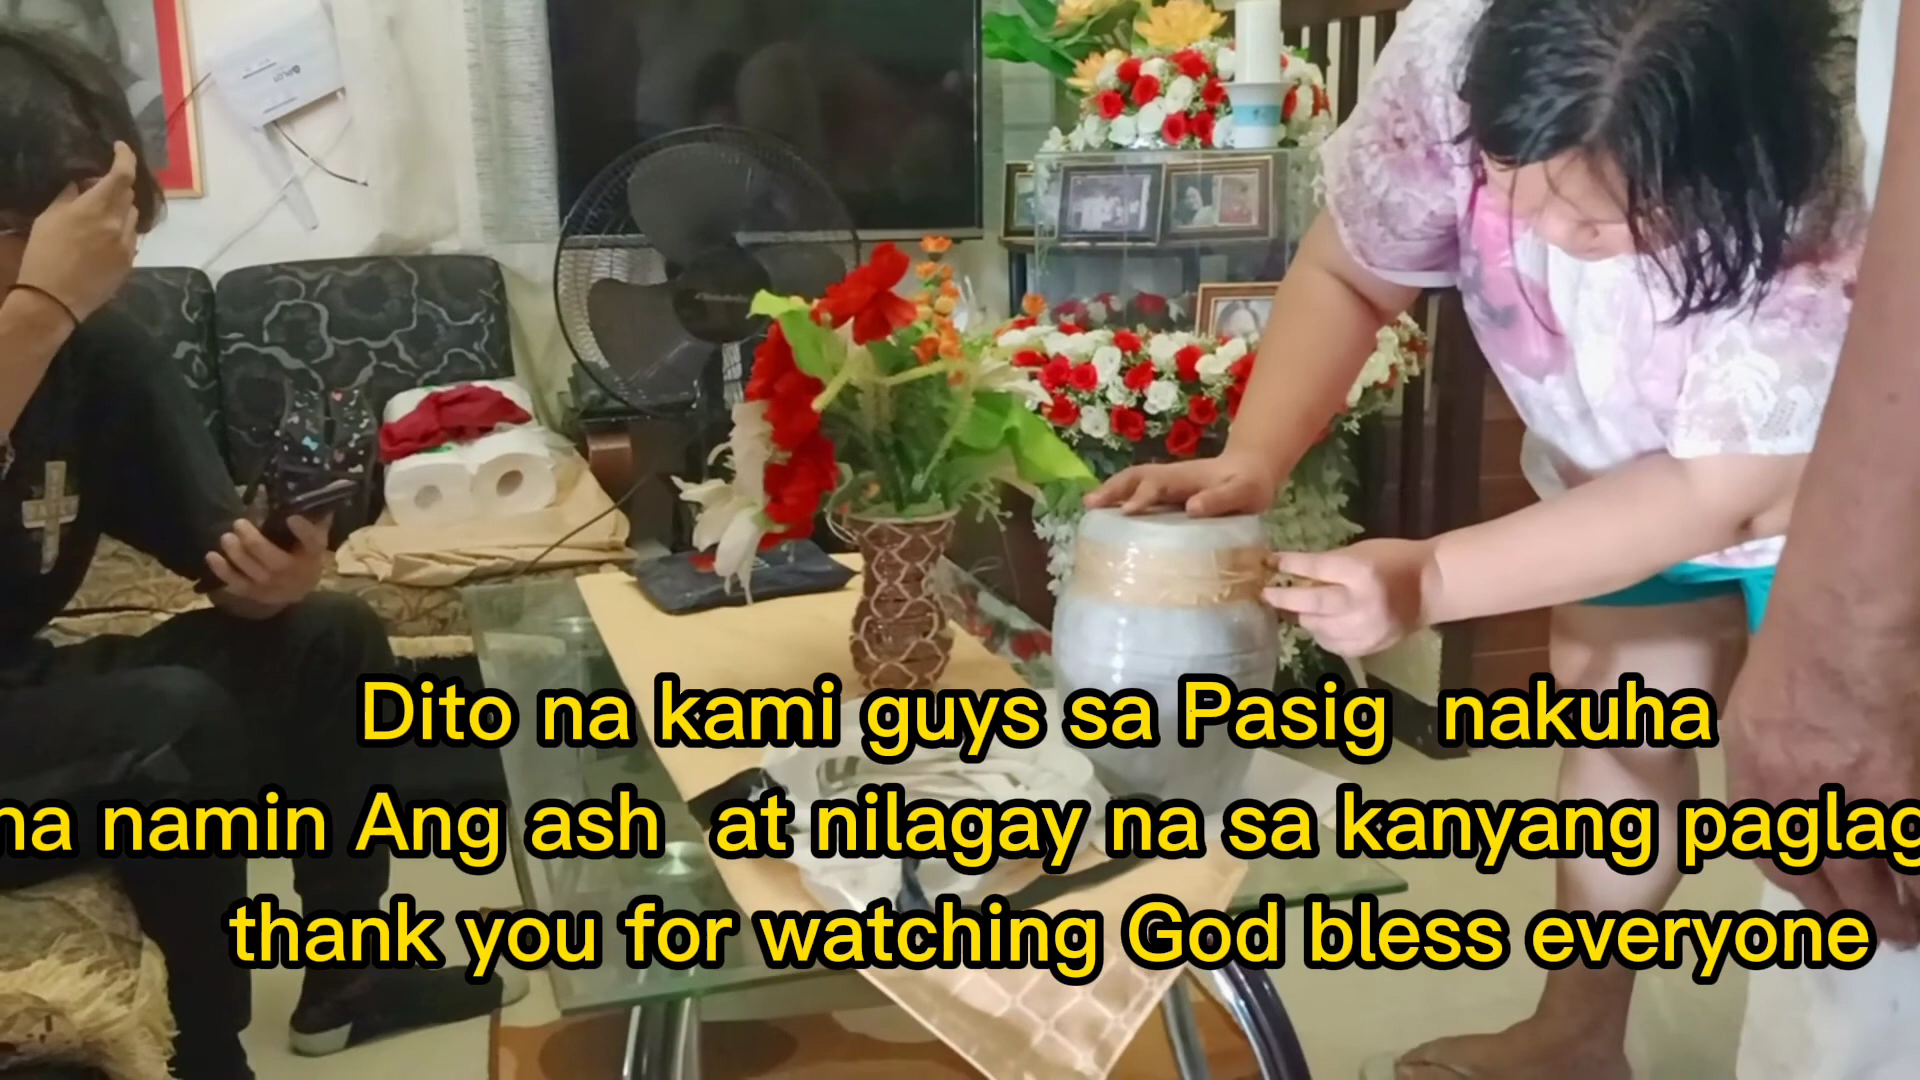 Dito na kami guys sa Pasig nakuha
na namin Ang ash at nilagay na sa kanyang paglag
thank you for watching God bless everyone